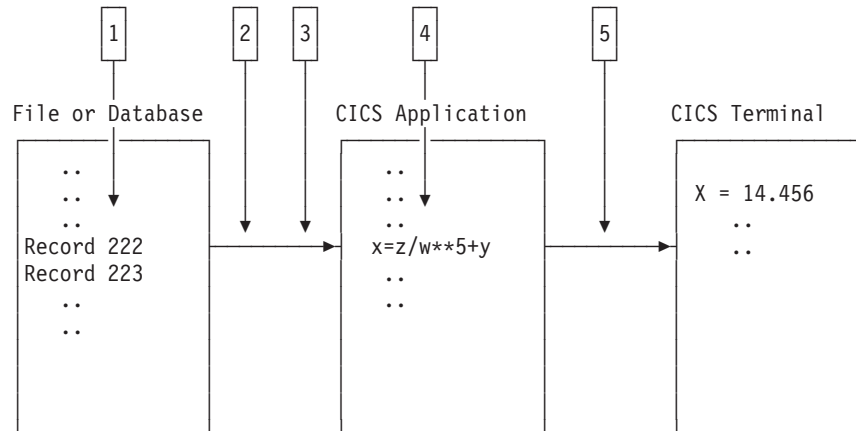 1 2 3 4 5
File or Database CICS Application CICS Terminal
.. ..
.. .. X = 14.456
.. .. ..
Record 222 x=z/w**5+y ..
Record 223 ..
.. ..
..